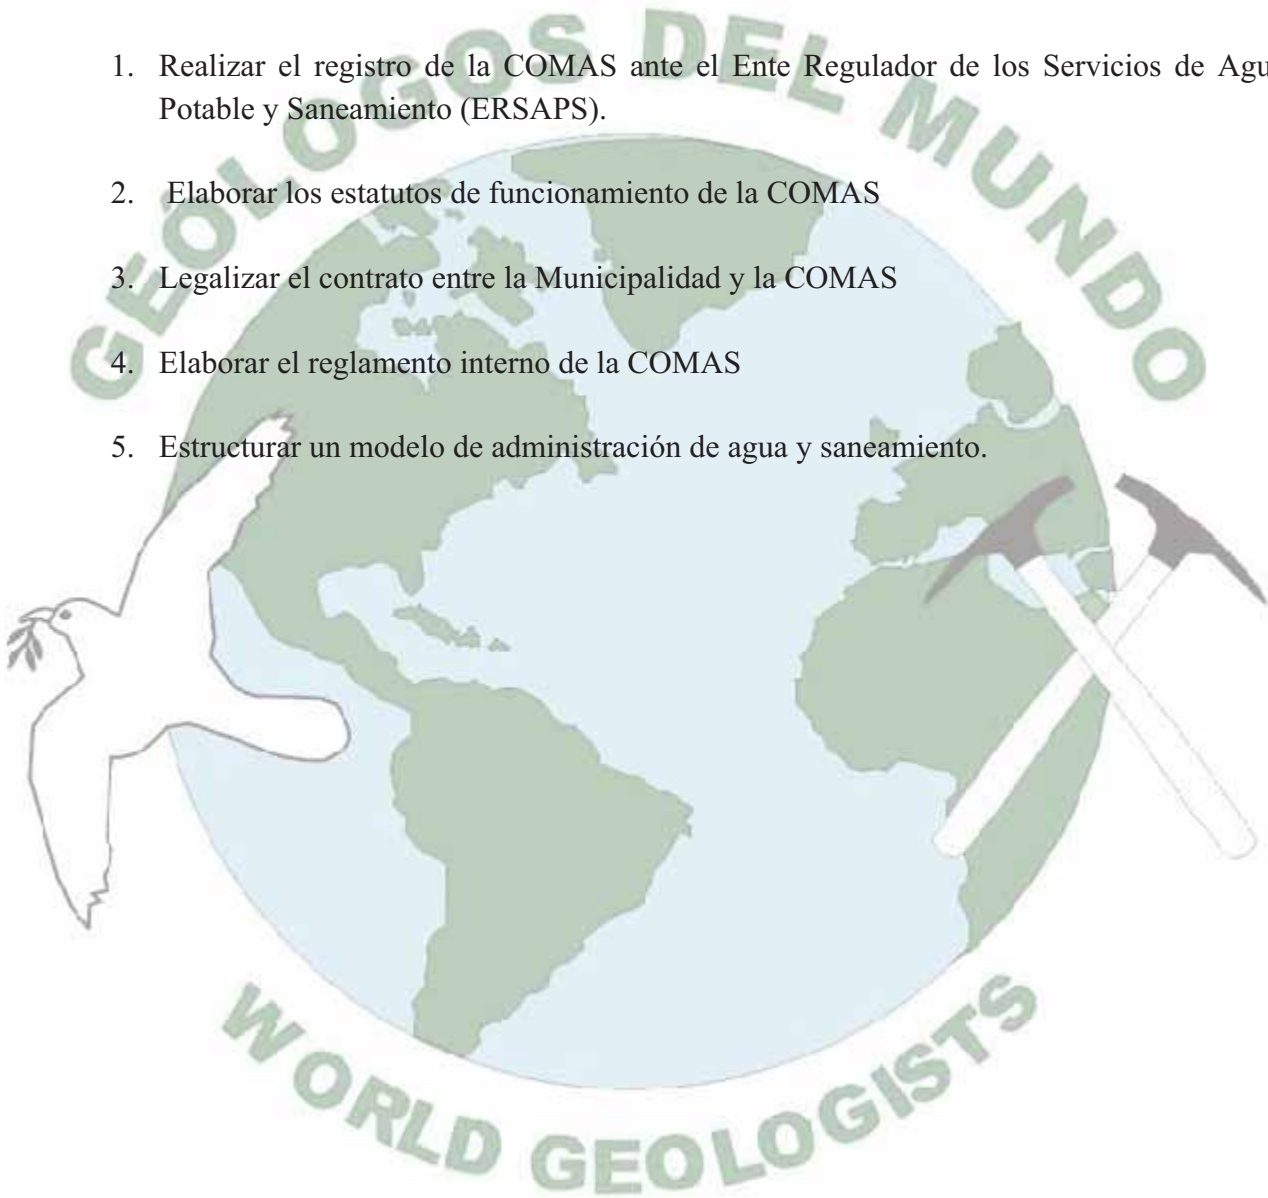 GEÓLOGOS DEL MUNDO
1. Realizar el registro de la COMAS ante el Ente Regulador de los Servicios de Agu
Potable y Saneamiento (ERSAPS).
2. Elaborar los estatutos de funcionamiento de la COMAS
3. Legalizar el contrato entre la Municipalidad y la COMAS
4. Elaborar el reglamento interno de la COMAS
5. Estructurar un modelo de administración de agua y saneamiento.
WORLD GEOLOGISTS